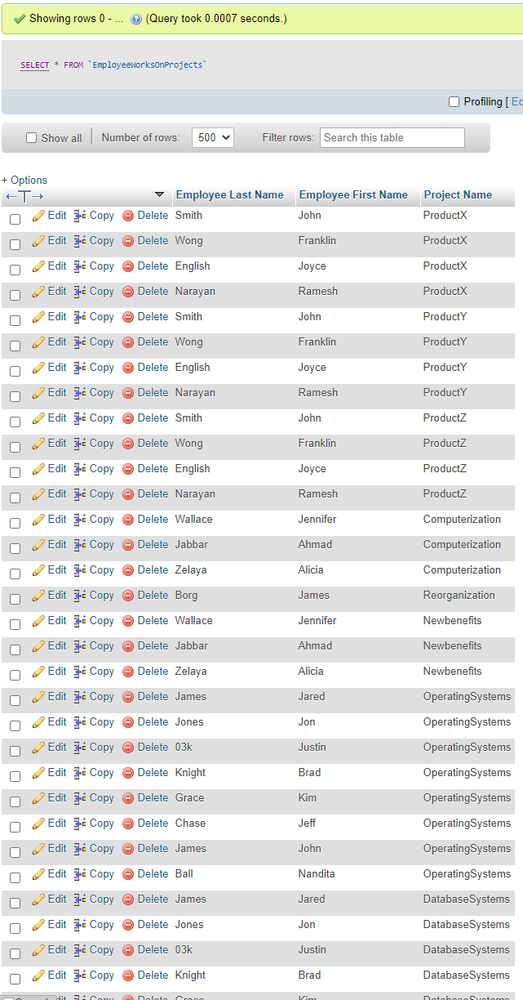 Showing rows 0 - ... (Query took 0.0007 seconds.)
SELECT * FROM `EmployeeWorksOnProjects`
Profiling [ Ed
Show all Number of rows: 500 Filter rows: Search this table
+ Options
←T→ Employee Last Name Employee First Name Project Name
Edit Copy Delete Smith John ProductX
Edit Copy Delete Wong Franklin ProductX
Edit Copy Delete English Joyce ProductX
Edit Copy Delete Narayan Ramesh ProductX
Edit Copy Delete Smith John ProductY
Edit Copy Delete Wong Franklin ProductY
Edit Copy Delete English Joyce ProductY
Edit Copy Delete Narayan Ramesh ProductY
Edit Copy Delete Smith John ProductZ
Edit Copy Delete Wong Franklin ProductZ
Edit Copy Delete English Joyce ProductZ
Edit Copy Delete Narayan Ramesh ProductZ
Edit Copy Delete Wallace Jennifer Computerization
Edit Copy Delete Jabbar Ahmad Computerization
Edit Copy Delete Zelaya Alicia Computerization
Edit Copy Delete Borg James Reorganization
Edit Copy Delete Wallace Jennifer Newbenefits
Edit Copy Delete Jabbar Ahmad Newbenefits
Edit Copy Delete Zelaya Alicia Newbenefits
Edit Copy Delete James Jared OperatingSystems
Edit Copy Delete Jones Jon OperatingSystems
Edit Copy Delete 03k Justin OperatingSystems
Edit Copy Delete Knight Brad OperatingSystems
Edit Copy Delete Grace Kim OperatingSystems
Edit Copy Delete Chase Jeff OperatingSystems
Edit Copy Delete James John OperatingSystems
Edit Copy Delete Ball Nandita OperatingSystems
Edit Copy Delete James Jared DatabaseSystems
Edit Copy Delete Jones Jon DatabaseSystems
Edit Copy Delete 03k Justin DatabaseSystems
Edit Copy Delete Knight Brad DatabaseSystems
Edit Copy Delete Grace Kim DatabaseSystems